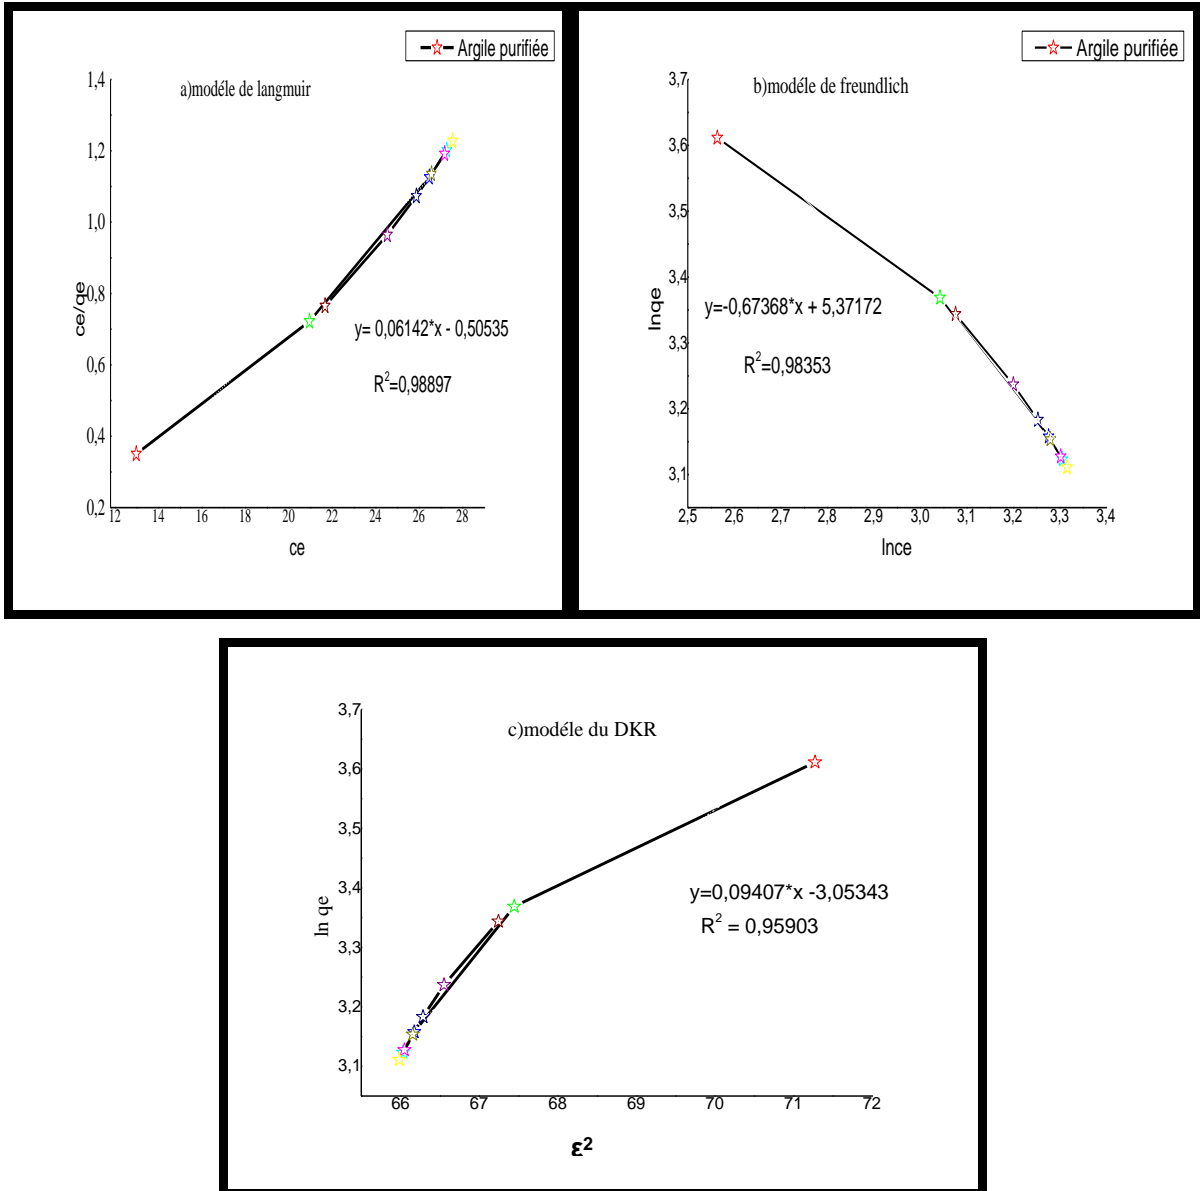 Argile purifiée
a)modéle de langmuir
1,4
1,2
1,0
0,8
0,6
0,4
0,2
ce/qe
y= 0,06142*x - 0,50535
R²=0,98897
12 14 16 18 20 22 24 26 28
ce
Argile purifiée
b)modéle de freundlich
3,7
3,6
3,5
3,4
3,3
3,2
3,1
lnqe
y=-0,67368*x + 5,37172
R²=0,98353
2,5 2,6 2,7 2,8 2,9 3,0 3,1 3,2 3,3 3,4
lnce
c)modéle du DKR
3,7
3,6
3,5
3,4
3,3
3,2
3,1
ln qe
y=0,09407*x -3,05343
R² = 0,95903
66 67 68 69 70 71 72
ε²